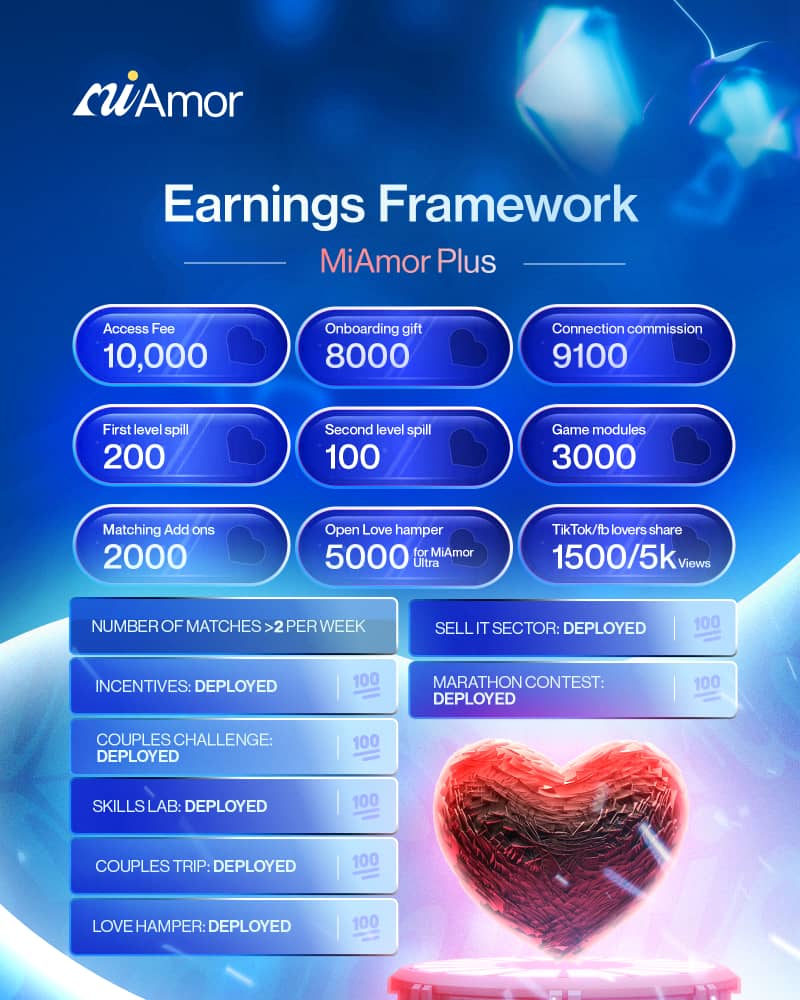 miAmor
Earnings Framework
MiAmor Plus
Access Fee
10,000
Onboarding gift
8000
Connection commission
9100
First level spill
200
Second level spill
100
Game modules
3000
Matching Add ons
2000
Open Love hamper
5000 for MiAmor
Ultra
TikTok/fb lovers share
1500/5k Views
NUMBER OF MATCHES >2 PER WEEK
INCENTIVES: DEPLOYED
100
COUPLES CHALLENGE:
DEPLOYED
100
SKILLS LAB: DEPLOYED
100
COUPLES TRIP: DEPLOYED
100
LOVE HAMPER: DEPLOYED
100
SELL IT SECTOR: DEPLOYED
100
MARATHON CONTEST:
DEPLOYED
100